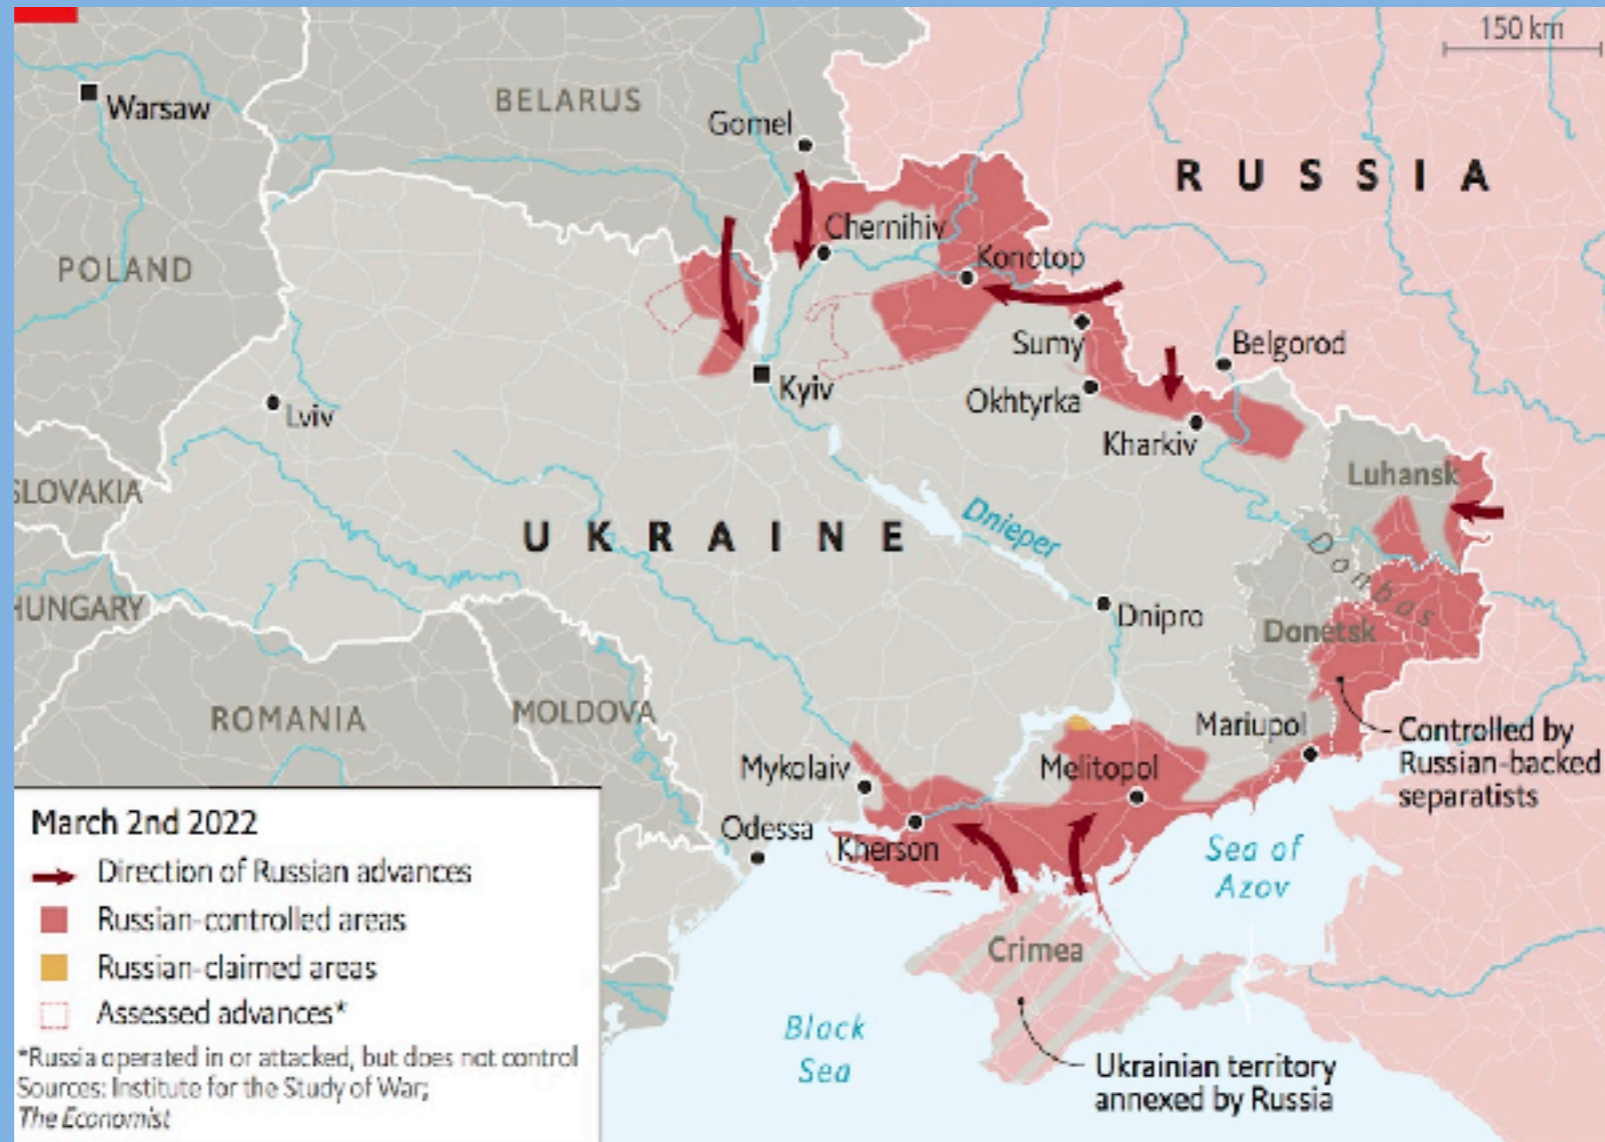 150 km
Warsaw
BELARUS
Gomel
RUSSIA
Chernihiv
POLAND
Konotop
Sumy
Belgorod
Kyiv
Okhtyrka
Lviv
Kharkiv
SLOVAKIA
Luhansk
UKRAINE
Dnieper
Donbas
HUNGARY
Dnipro
Donetsk
ROMANIA
MOLDOVA
Mariupol
Controlled by
Russian-backed
separatists
Mykolaiv
Melitopol
Odessa
Kherson
Sea of
Azov
Crimea
Black
Sea
Ukrainian territory
annexed by Russia
March 2nd 2022
Direction of Russian advances
Russian-controlled areas
Russian-claimed areas
Assessed advances*
*Russia operated in or attacked, but does not control
Sources: Institute for the Study of War;
The Economist